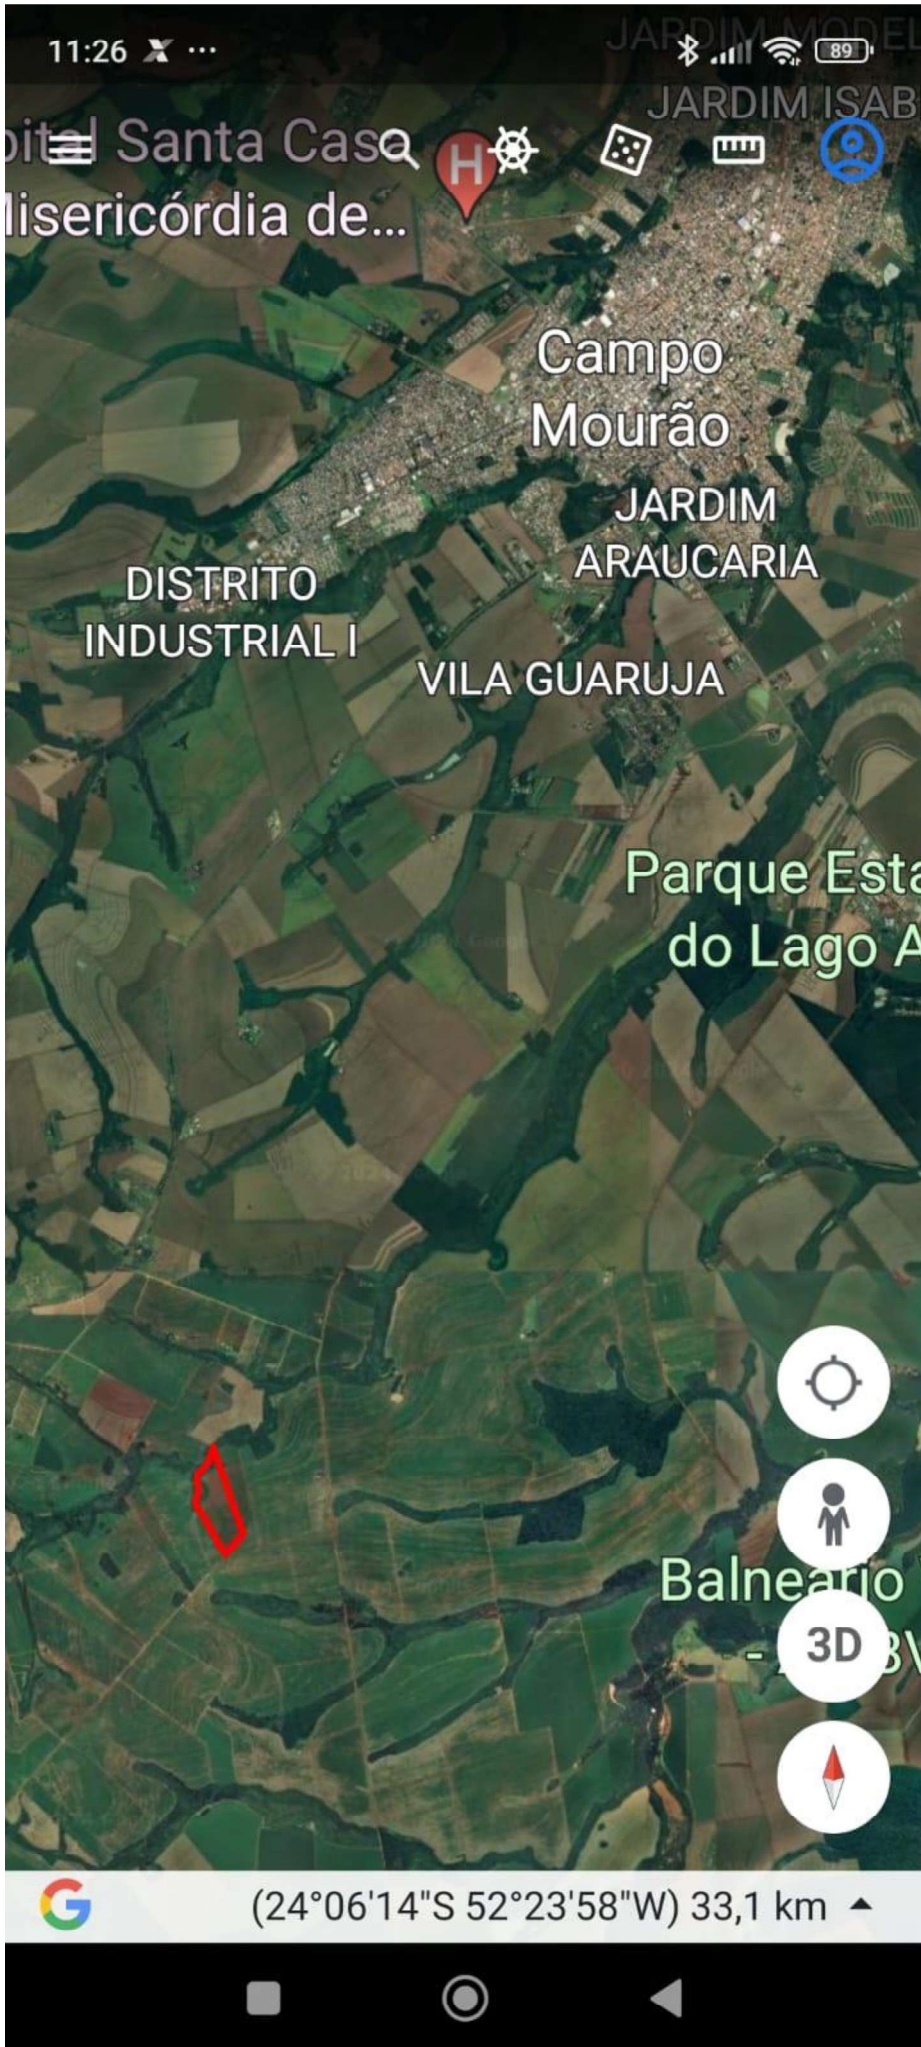 11:26
89
JARDIM MODEL
JARDIM ISAB
pital Santa Casa
Misericórdia de...
H
Campo
Mourão
JARDIM
ARAUCARIA
DISTRITO
INDUSTRIAL I
VILA GUARUJA
Parque Esta
do Lago A
Balneario
3D
(24°06'14"S 52°23'58"W) 33,1 km